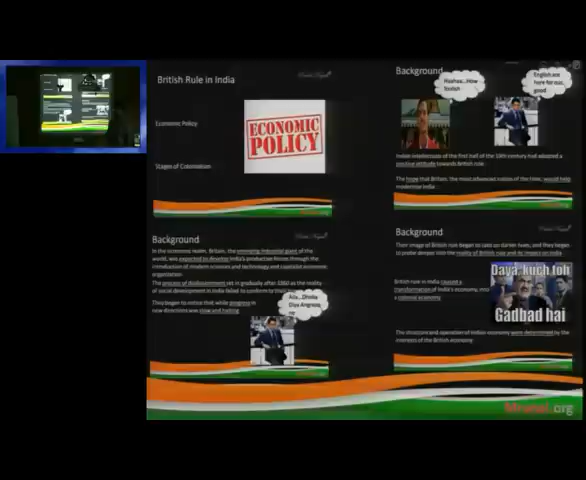 British Rule in India
Economic Policy
ECONOMIC
POLICY
Stages of Colonialism
Background
Hahaa...How
foolish
English are
here for our
good
Indian intellectuals of the first half of the 19th century had adopted a
positive attitude towards British rule
The hope that Britain, the most advanced nation of the time, would help
modernise India
Background
In the economic realm, Britain, the emerging industrial giant of the
world, was expected to develop India's productive forces through the
introduction of modern science and technology and capitalist economic
organization.
The process of disillusionment set in gradually after 1860 as the reality
of social development in India failed to conform to their
They began to notice that while progress in
new directions was slow and halting
Dhoka
Diya Angrezo
ne
Background
Their image of British rule began to take on darker hues; and they began
to probe deeper into the reality of British rule and its impact on India
British rule in India caused a
transformation of India's economy, into
a colonial economy
Daya, kuch toh
Gadbad hai
The structure and operation of Indian economy were determined by the
interests of the British economy
Mrunal.org